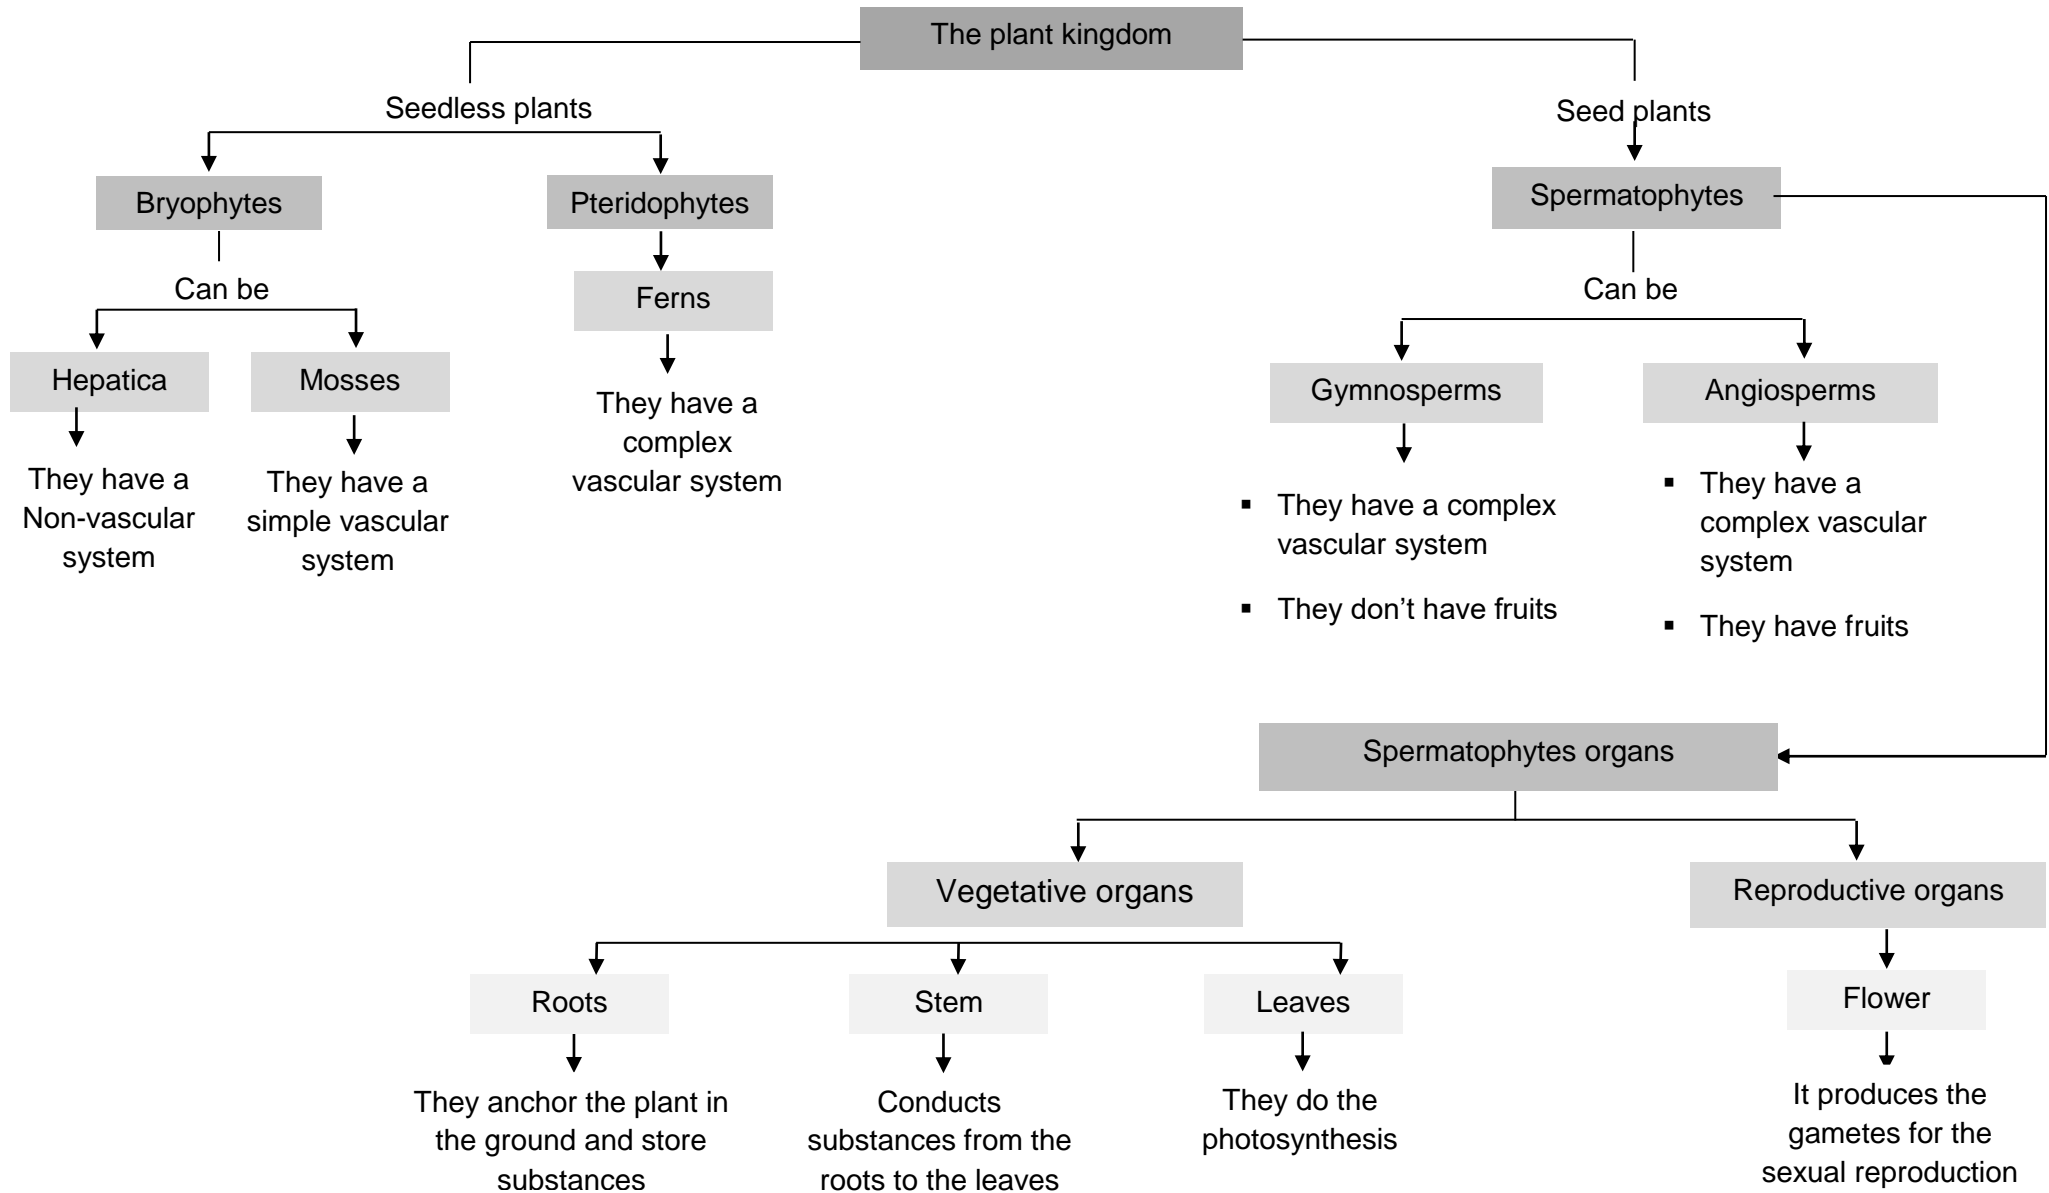 The plant kingdom
Seedless plants
Seed plants
Bryophytes
Pteridophytes
Spermatophytes
Can be
Ferns
Can be
Hepatica
Mosses
Gymnosperms
Angiosperms
They have a
Non-vascular
system
They have a
simple vascular
system
They have a
complex
vascular system
▪ They have a complex
vascular system
▪ They don’t have fruits
▪ They have a
complex vascular
system
▪ They have fruits
Spermatophytes organs
Vegetative organs
Reproductive organs
Roots
Stem
Leaves
Flower
They anchor the plant in
the ground and store
substances
Conducts
substances from the
roots to the leaves
They do the
photosynthesis
It produces the
gametes for the
sexual reproduction